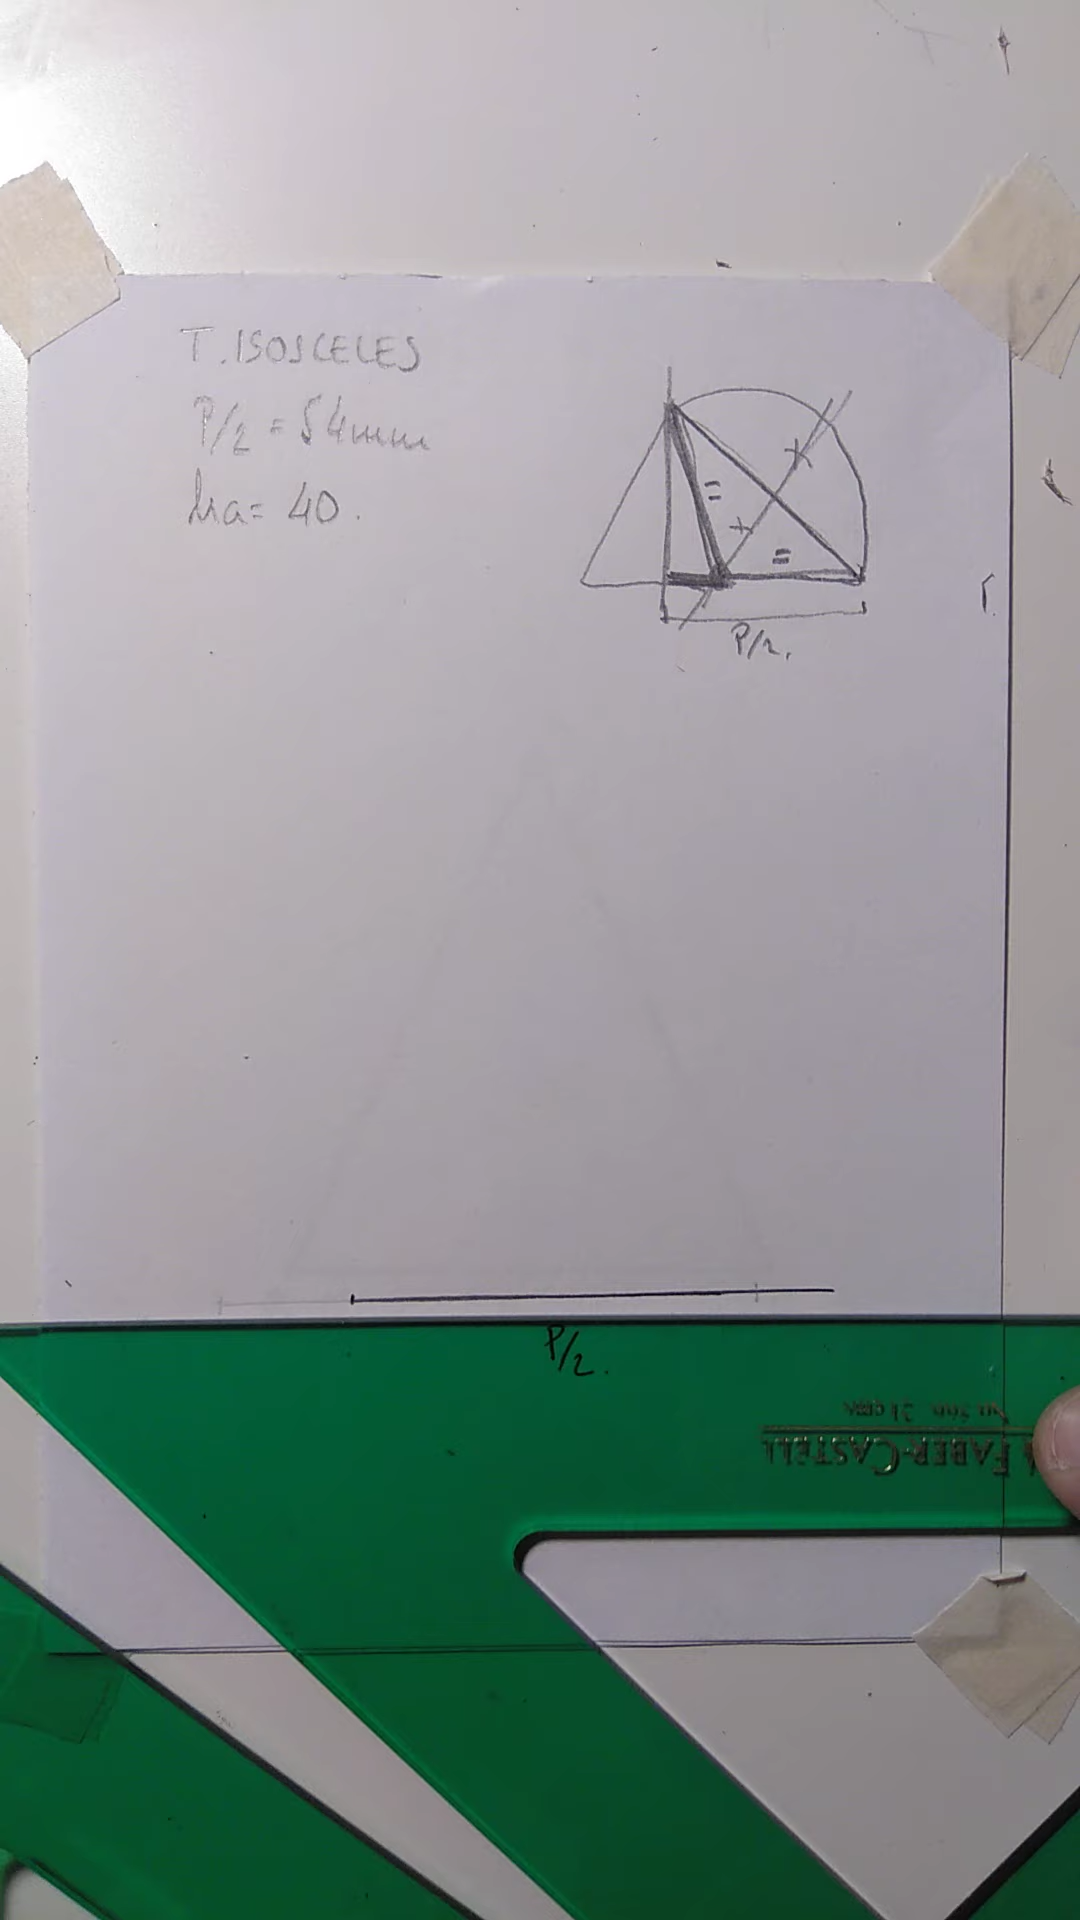 T. ISOSCELES
P/2 = 54mm
ha= 40.
P/2.
P/2.
FABER-CASTELL